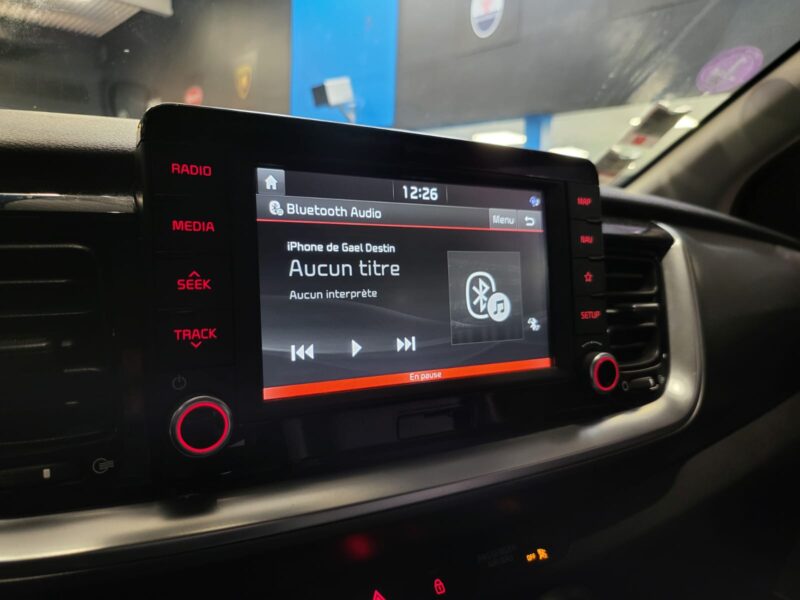 RADIO
MEDIA
SEEK
TRACK
12:26
Bluetooth Audio
Menu
iPhone de Gael Destin
Aucun titre
Aucun interprète
En pause
MAP
NAV
SETUP
OFF